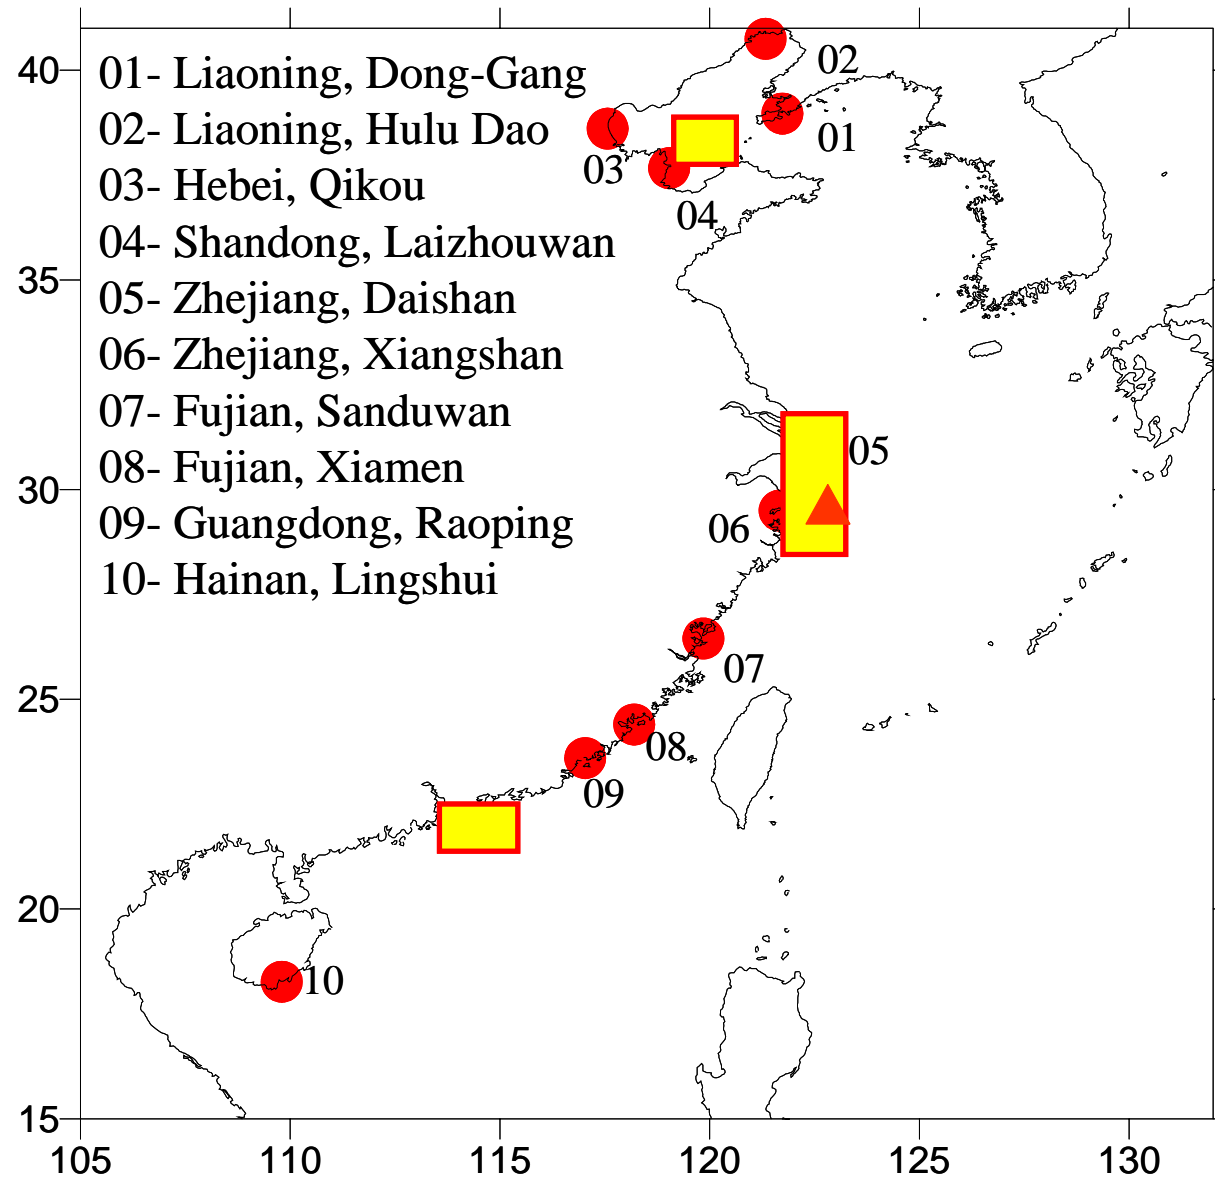 40
01- Liaoning, Dong-Gang
02
02- Liaoning, Hulu Dao
01
03
03- Hebei, Qikou
04
04- Shandong, Laizhouwan
35
05- Zhejiang, Daishan
06- Zhejiang, Xiangshan
07- Fujian, Sanduwan
05
08- Fujian, Xiamen
30
09- Guangdong, Raoping
06
10- Hainan, Lingshui
07
25
08
09
20
10
15
105 110 115 120 125 130